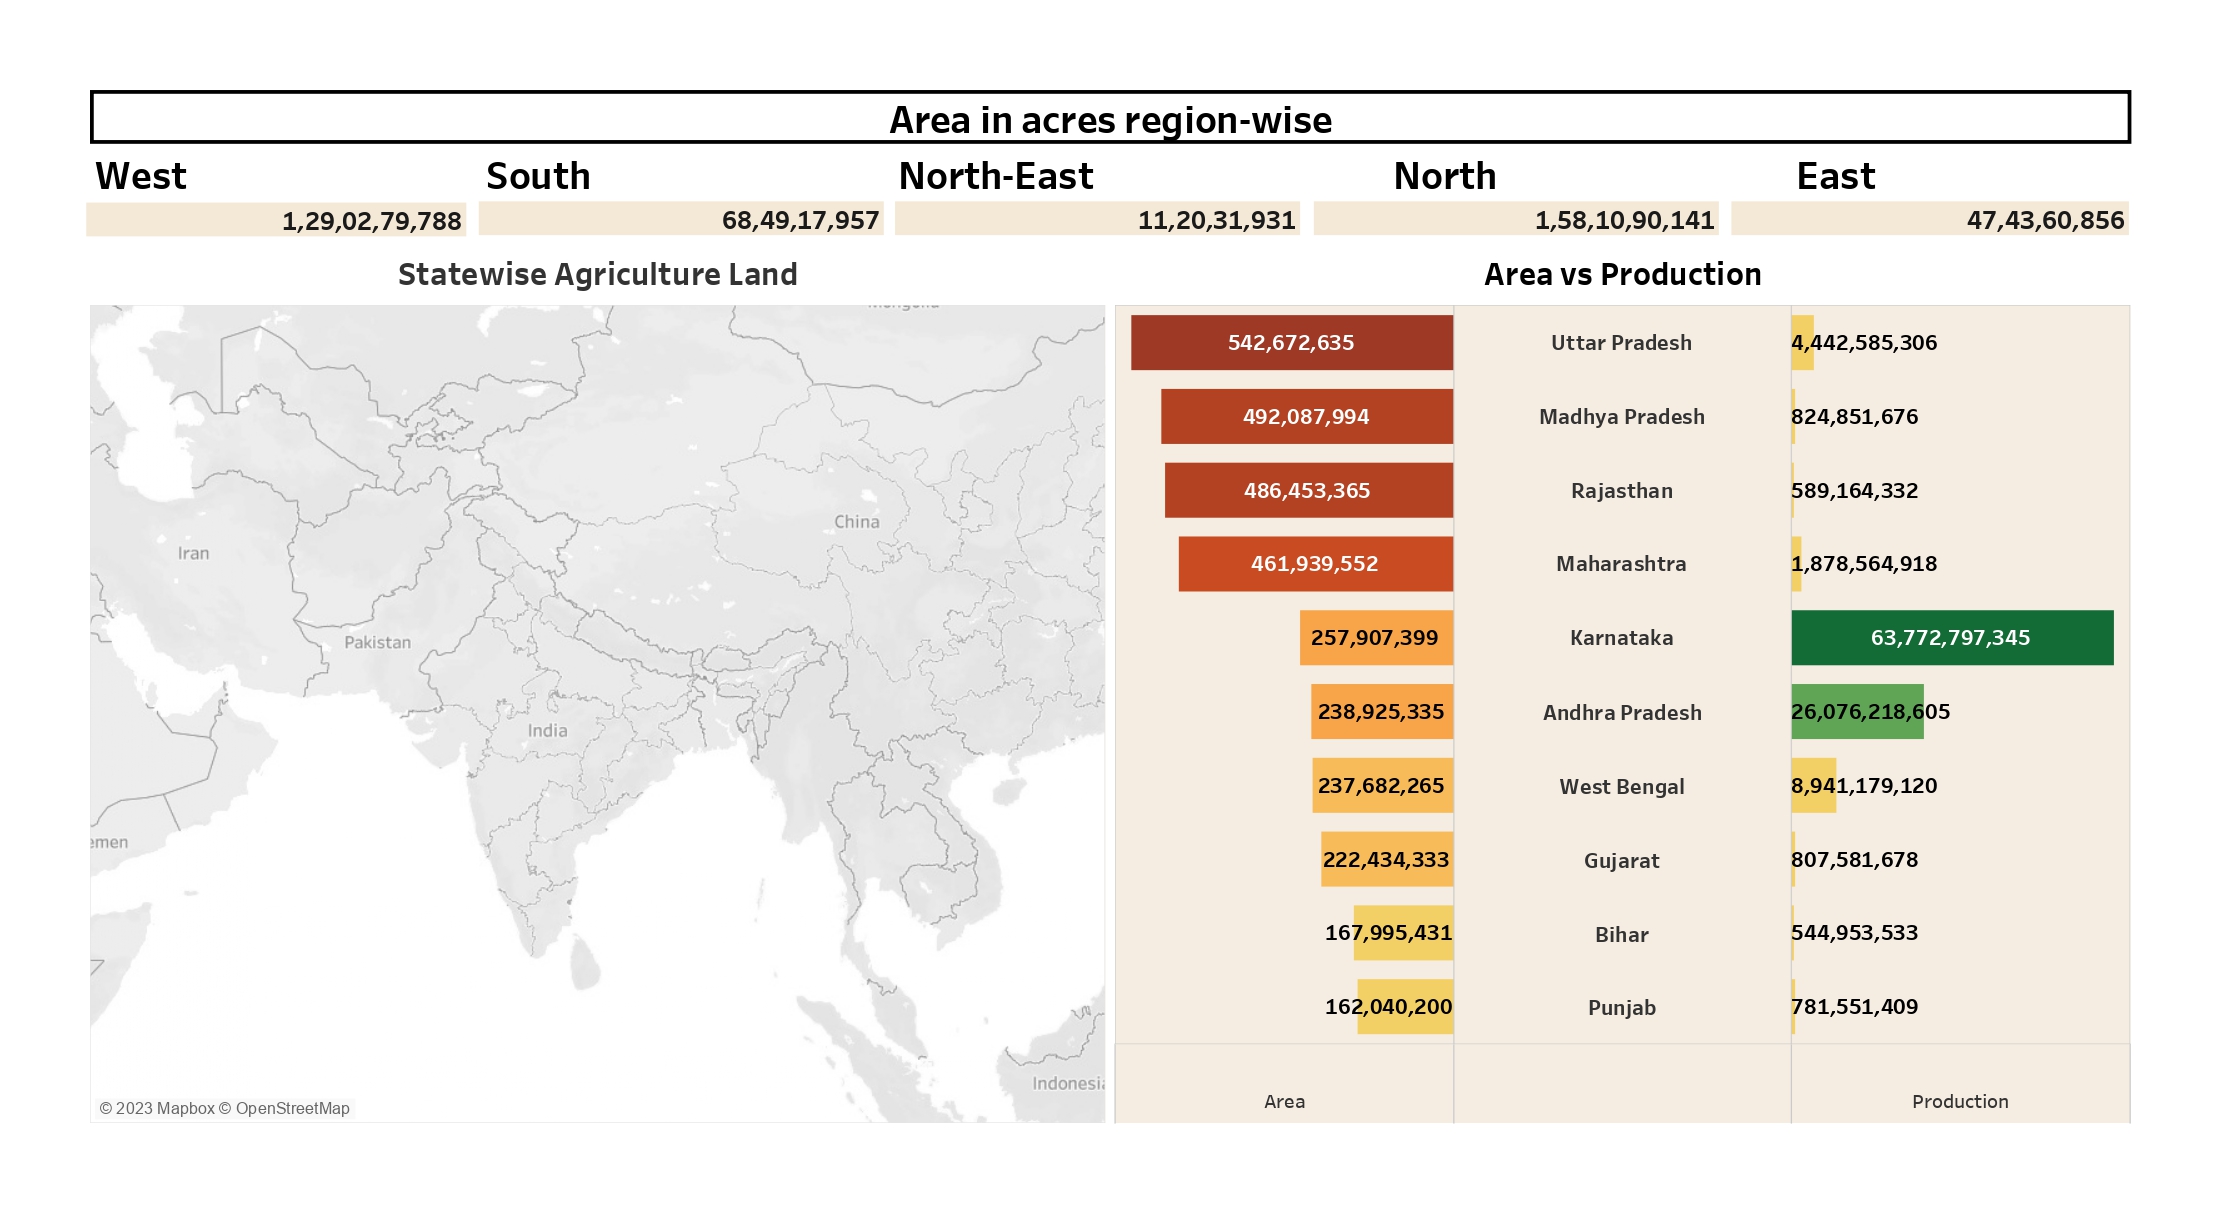 Area in acres region-wise
West South North-East North East
1,29,02,79,788 68,49,17,957 11,20,31,931 1,58,10,90,141 47,43,60,856
Statewise Agriculture Land
China
Iran
Pakistan
India
Indonesia
© 2023 Mapbox © OpenStreetMap
Area vs Production
542,672,635 Uttar Pradesh 4,442,585,306
492,087,994 Madhya Pradesh 824,851,676
486,453,365 Rajasthan 589,164,332
461,939,552 Maharashtra 1,878,564,918
257,907,399 Karnataka 63,772,797,345
238,925,335 Andhra Pradesh 26,076,218,605
237,682,265 West Bengal 8,941,179,120
222,434,333 Gujarat 807,581,678
167,995,431 Bihar 544,953,533
162,040,200 Punjab 781,551,409
Area Production